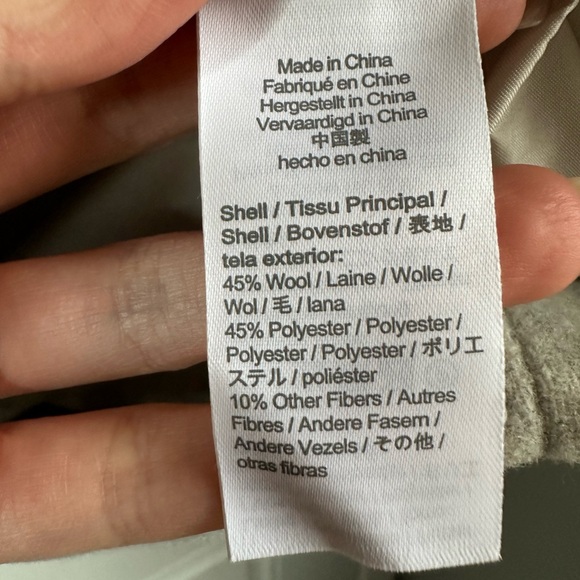 Made in China
Fabriqué en Chine
Hergestellt in China
Vervaardigd in China
中国製
hecho en china
Shell / Tissu Principal /
Shell / Bovenstof / 表地 /
tela exterior:
45% Wool / Laine / Wolle /
Wol / 毛 / lana
45% Polyester / Polyester /
Polyester / Polyester / ポリエ
ステル / poliéster
10% Other Fibers / Autres
Fibres / Andere Fasern /
Andere Vezels / その他 /
otras fibras